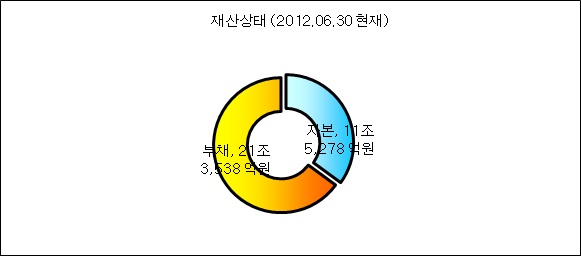 재산상태 (2012.06.30 현재)
자본, 11조
5,278 억원
부채, 21조
3,538 억원